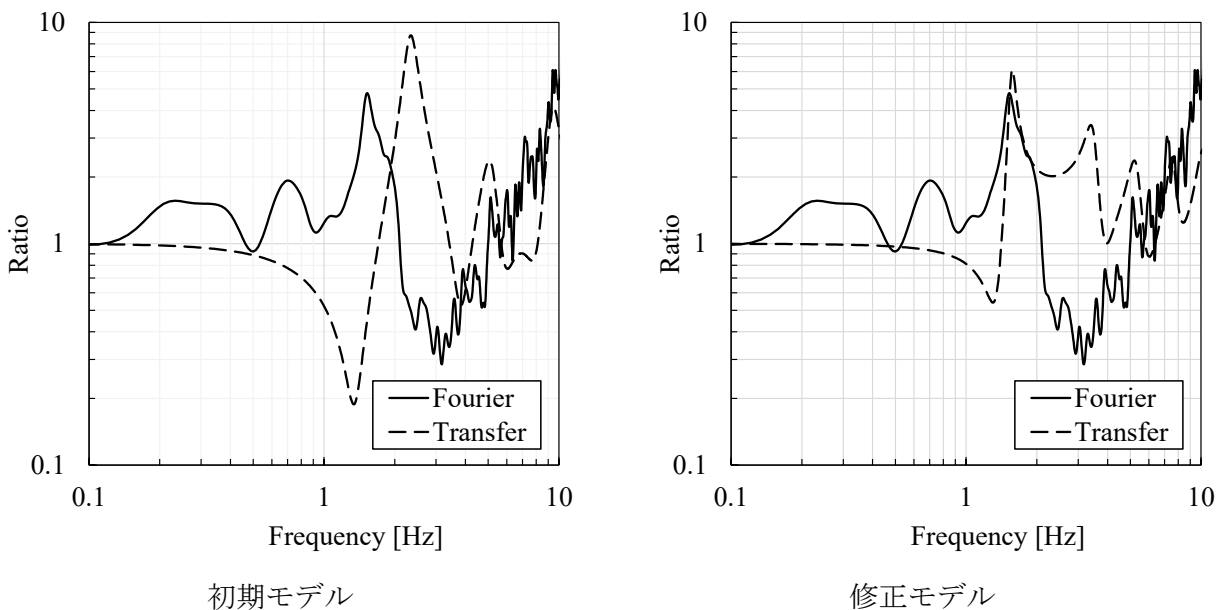 10
1
0.1
Ratio
0.1
1
10
Frequency [Hz]
Fourier
Transfer
初期モデル
10
1
0.1
Ratio
0.1
1
10
Frequency [Hz]
Fourier
Transfer
修正モデル